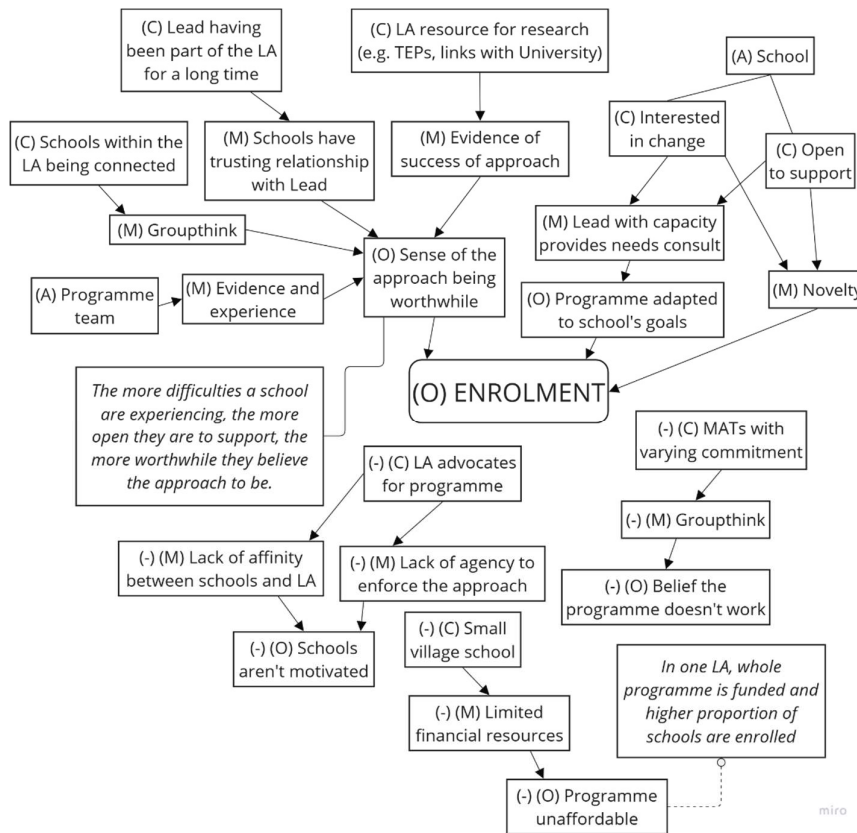 (C) Lead having
been part of the LA
for a long time
(C) LA resource for research
(e.g. TEPs, links with University)
(A) School
(C) Schools within the
LA being connected
(M) Schools have
trusting relationship
with Lead
(M) Evidence of
success of approach
(C) Interested
in change
(C) Open
to support
(M) Groupthink
(O) Sense of the
approach being
worthwhile
(M) Lead with capacity
provides needs consult
(A) Programme
team
(M) Evidence and
experience
(O) Programme adapted
to school's goals
(M) Novelty
(O) ENROLMENT
The more difficulties a school
are experiencing, the more
open they are to support, the
more worthwhile they believe
the approach to be.
(-) (C) LA advocates
for programme
(-) (C) MATs with
varying commitment
(-) (M) Groupthink
(-) (M) Lack of affinity
between schools and LA
(-) (M) Lack of agency to
enforce the approach
(-) (O) Belief the
programme doesn't work
(-) (O) Schools
aren't motivated
(-) (C) Small
village school
In one LA, whole
programme is funded and
higher proportion of
schools are enrolled
(-) (M) Limited
financial resources
(-) (O) Programme
unaffordable
miro